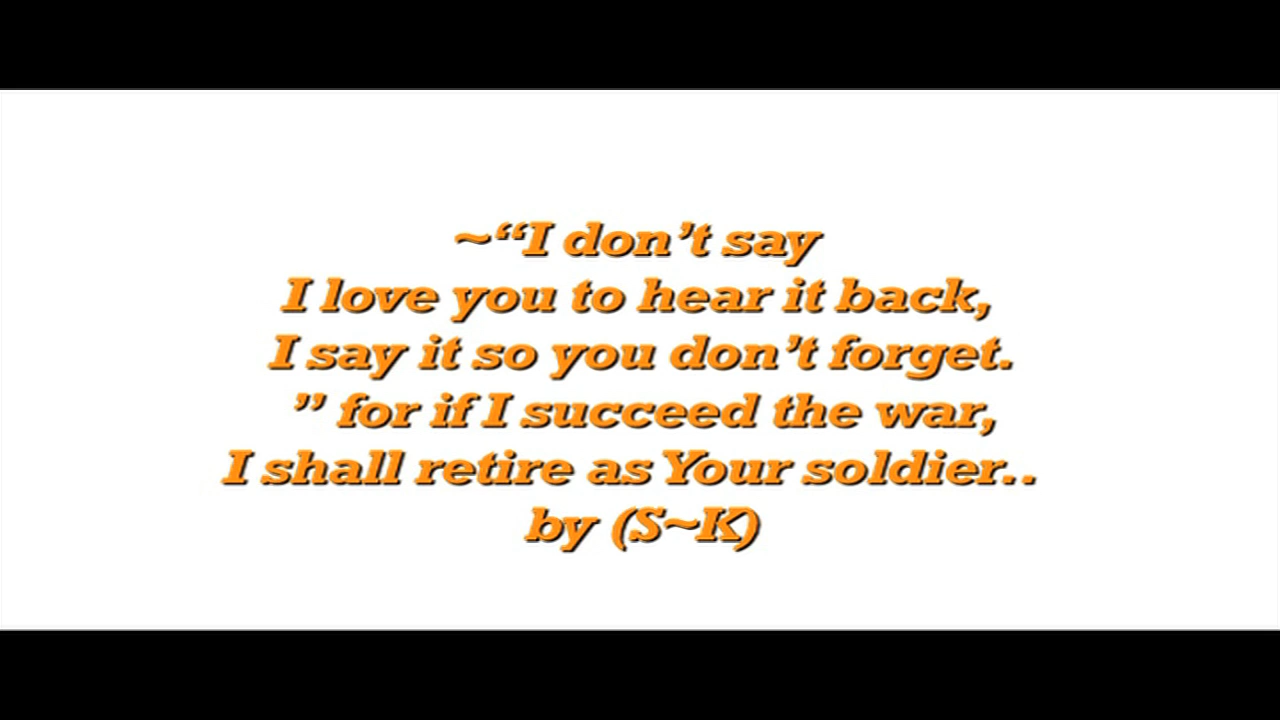 ~“I don’t say
I love you to hear it back,
I say it so you don’t forget.
” for if I succeed the war,
I shall retire as Your soldier..
by (S~K)